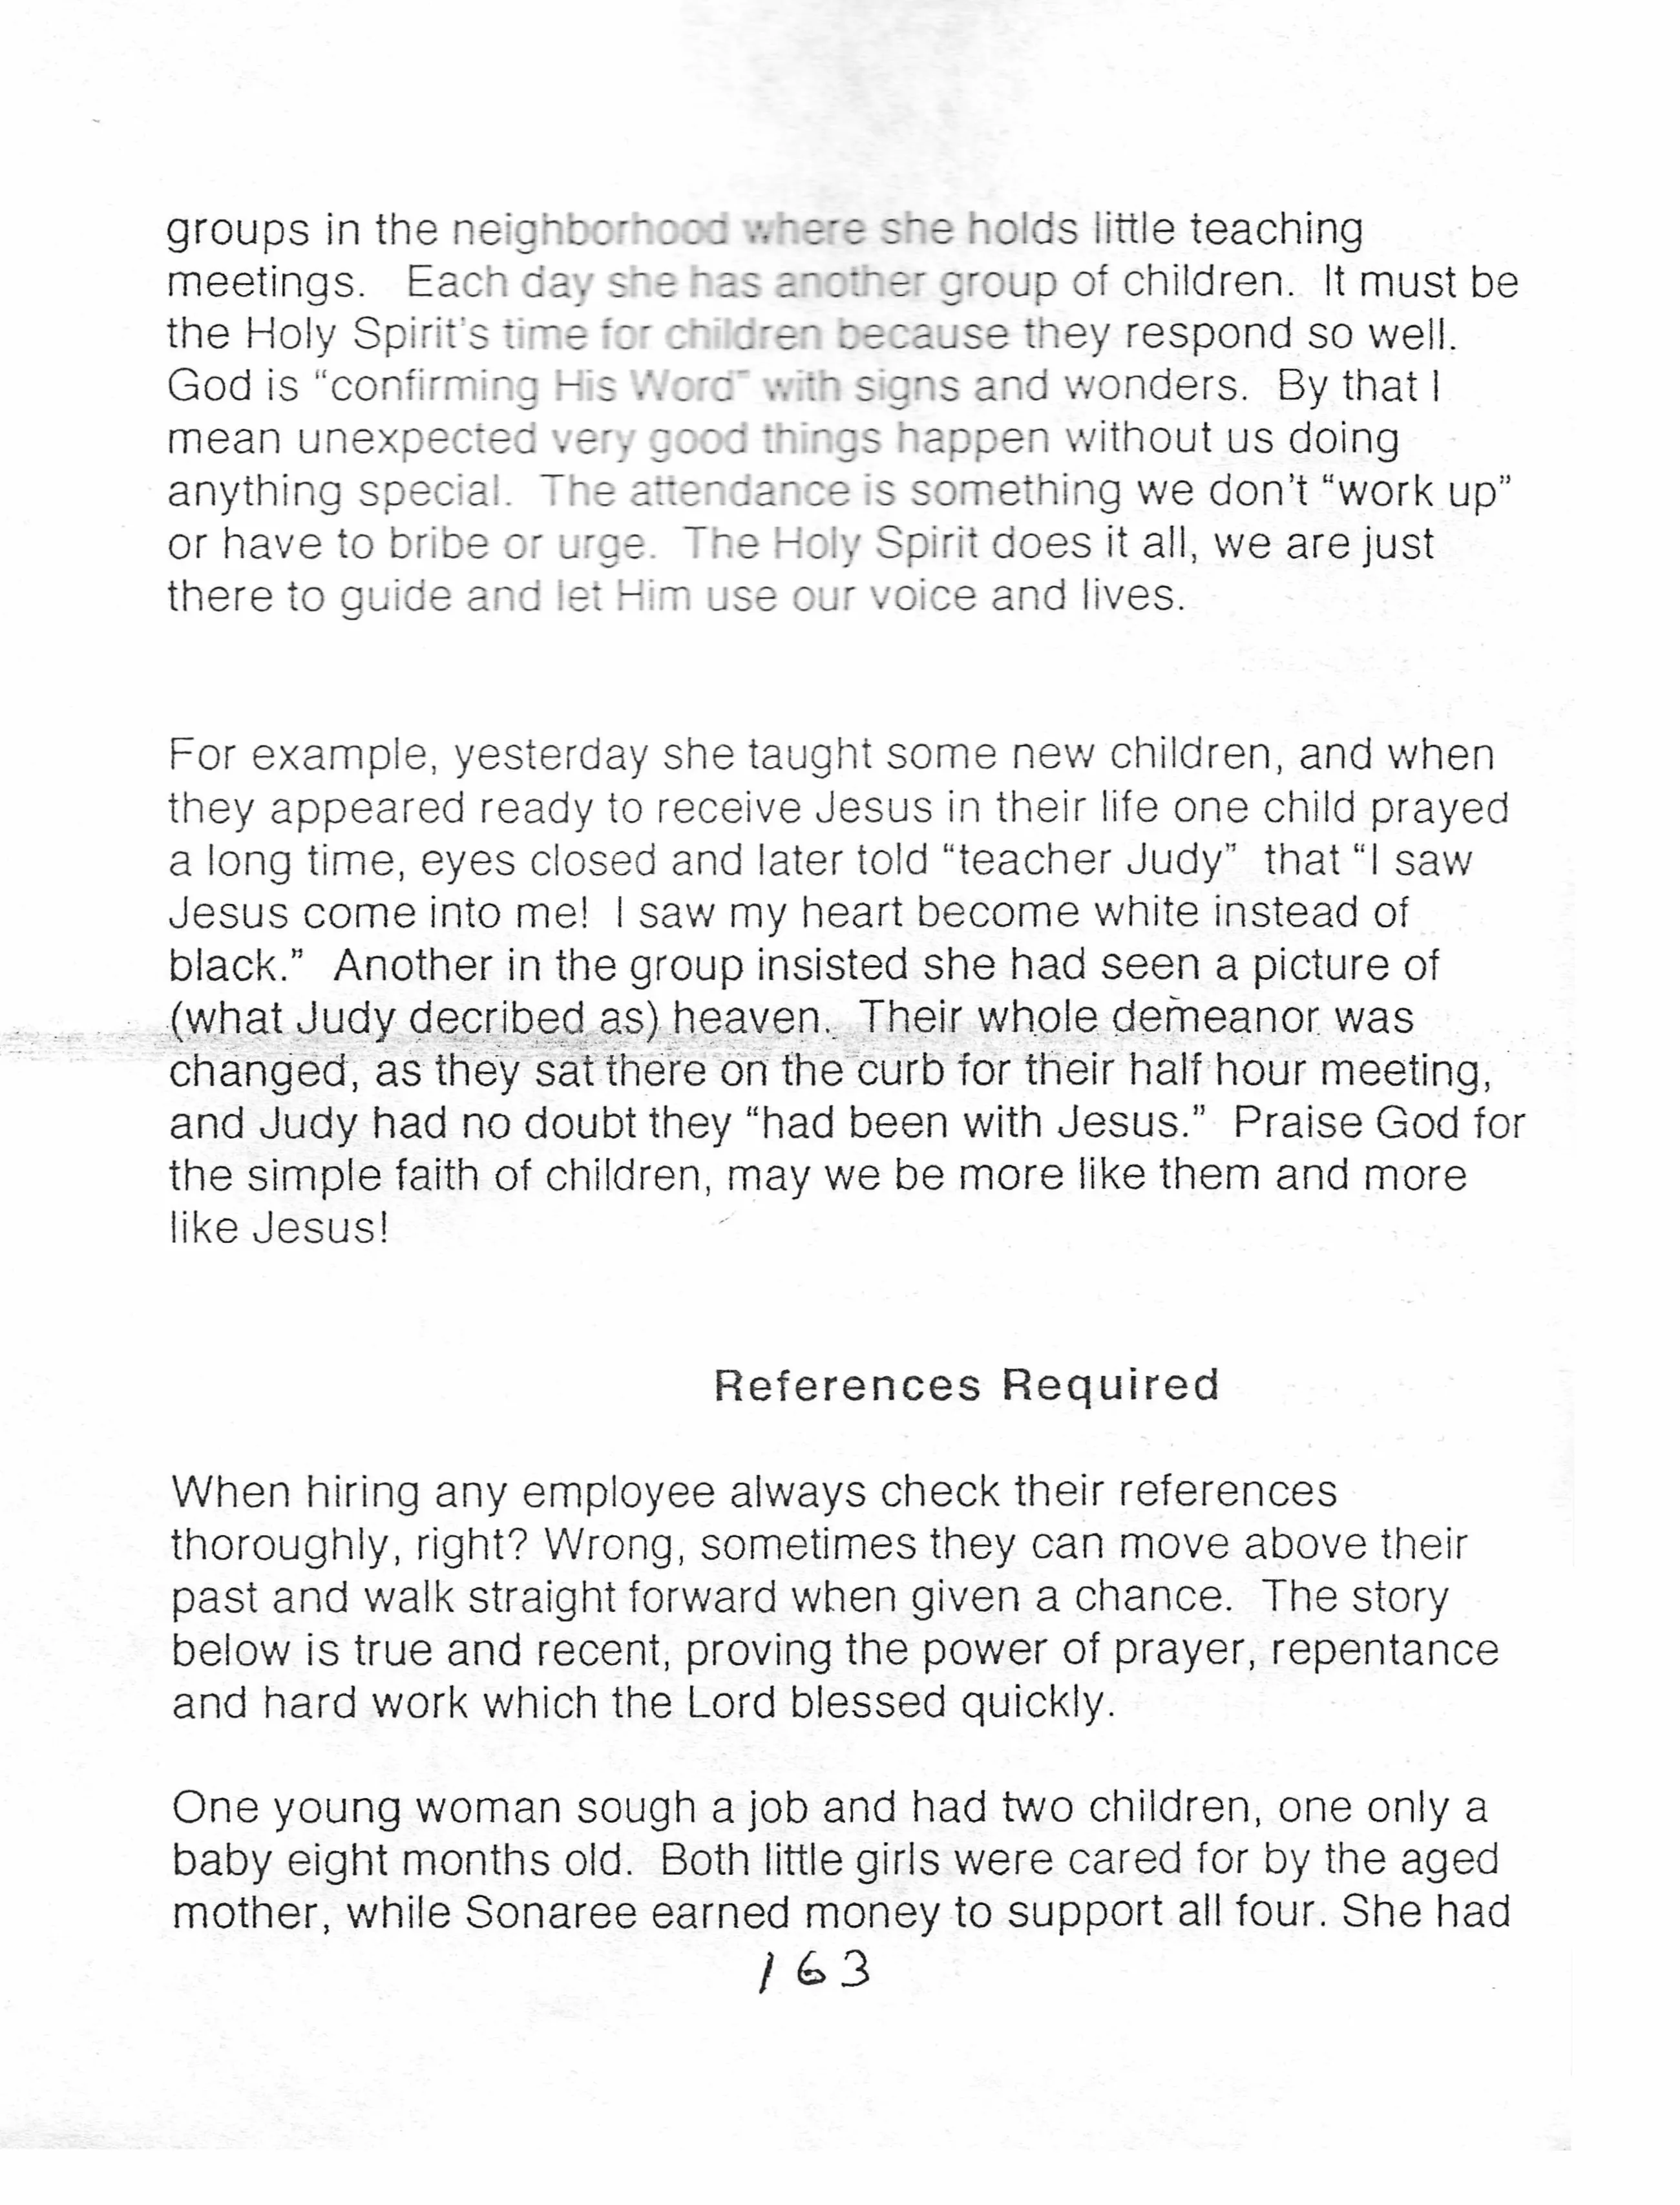 groups in the neighborhood where she holds little teaching
meetings.   Each day she has another group of children.  It must be
the Holy Spirit's time for children because they respond so well.
God is “confirming His Word” with signs and wonders.  By that I
mean unexpected very good things happen without us doing
anything special.  The attendance is something we don't “work up”
or have to bribe or urge.  The Holy Spirit does it all, we are just
there to guide and let Him use our voice and lives.

For example, yesterday she taught some new children, and when
they appeared ready to receive Jesus in their life one child prayed
a long time, eyes closed and later told “teacher Judy”  that “I saw
Jesus come into me!  I saw my heart become white instead of
black.”  Another in the group insisted she had seen a picture of
(what Judy decribed as) heaven.  Their whole demeanor was
changed, as they sat there on the curb for their half hour meeting,
and Judy had no doubt they “had been with Jesus.”  Praise God for
the simple faith of children, may we be more like them and more
like Jesus!

References Required

When hiring any employee always check their references
thoroughly, right? Wrong, sometimes they can move above their
past and walk straight forward when given a chance.  The story
below is true and recent, proving the power of prayer, repentance
and hard work which the Lord blessed quickly.

One young woman sough a job and had two children, one only a
baby eight months old.  Both little girls were cared for by the aged
mother, while Sonaree earned money to support all four. She had
163